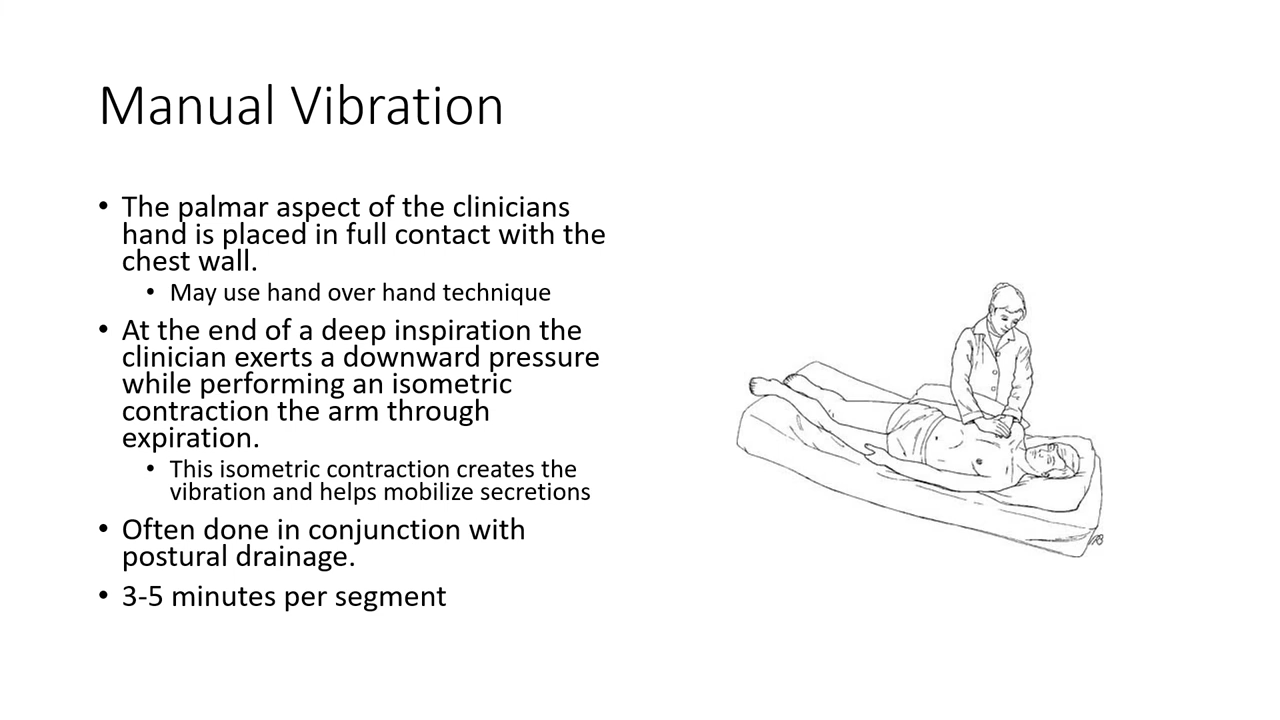 Manual Vibration
• The palmar aspect of the clinicians
hand is placed in full contact with the
chest wall.
• May use hand over hand technique
• At the end of a deep inspiration the
clinician exerts a downward pressure
while performing an isometric
contraction the arm through
expiration.
• This isometric contraction creates the
vibration and helps mobilize secretions
• Often done in conjunction with
postural drainage.
• 3-5 minutes per segment